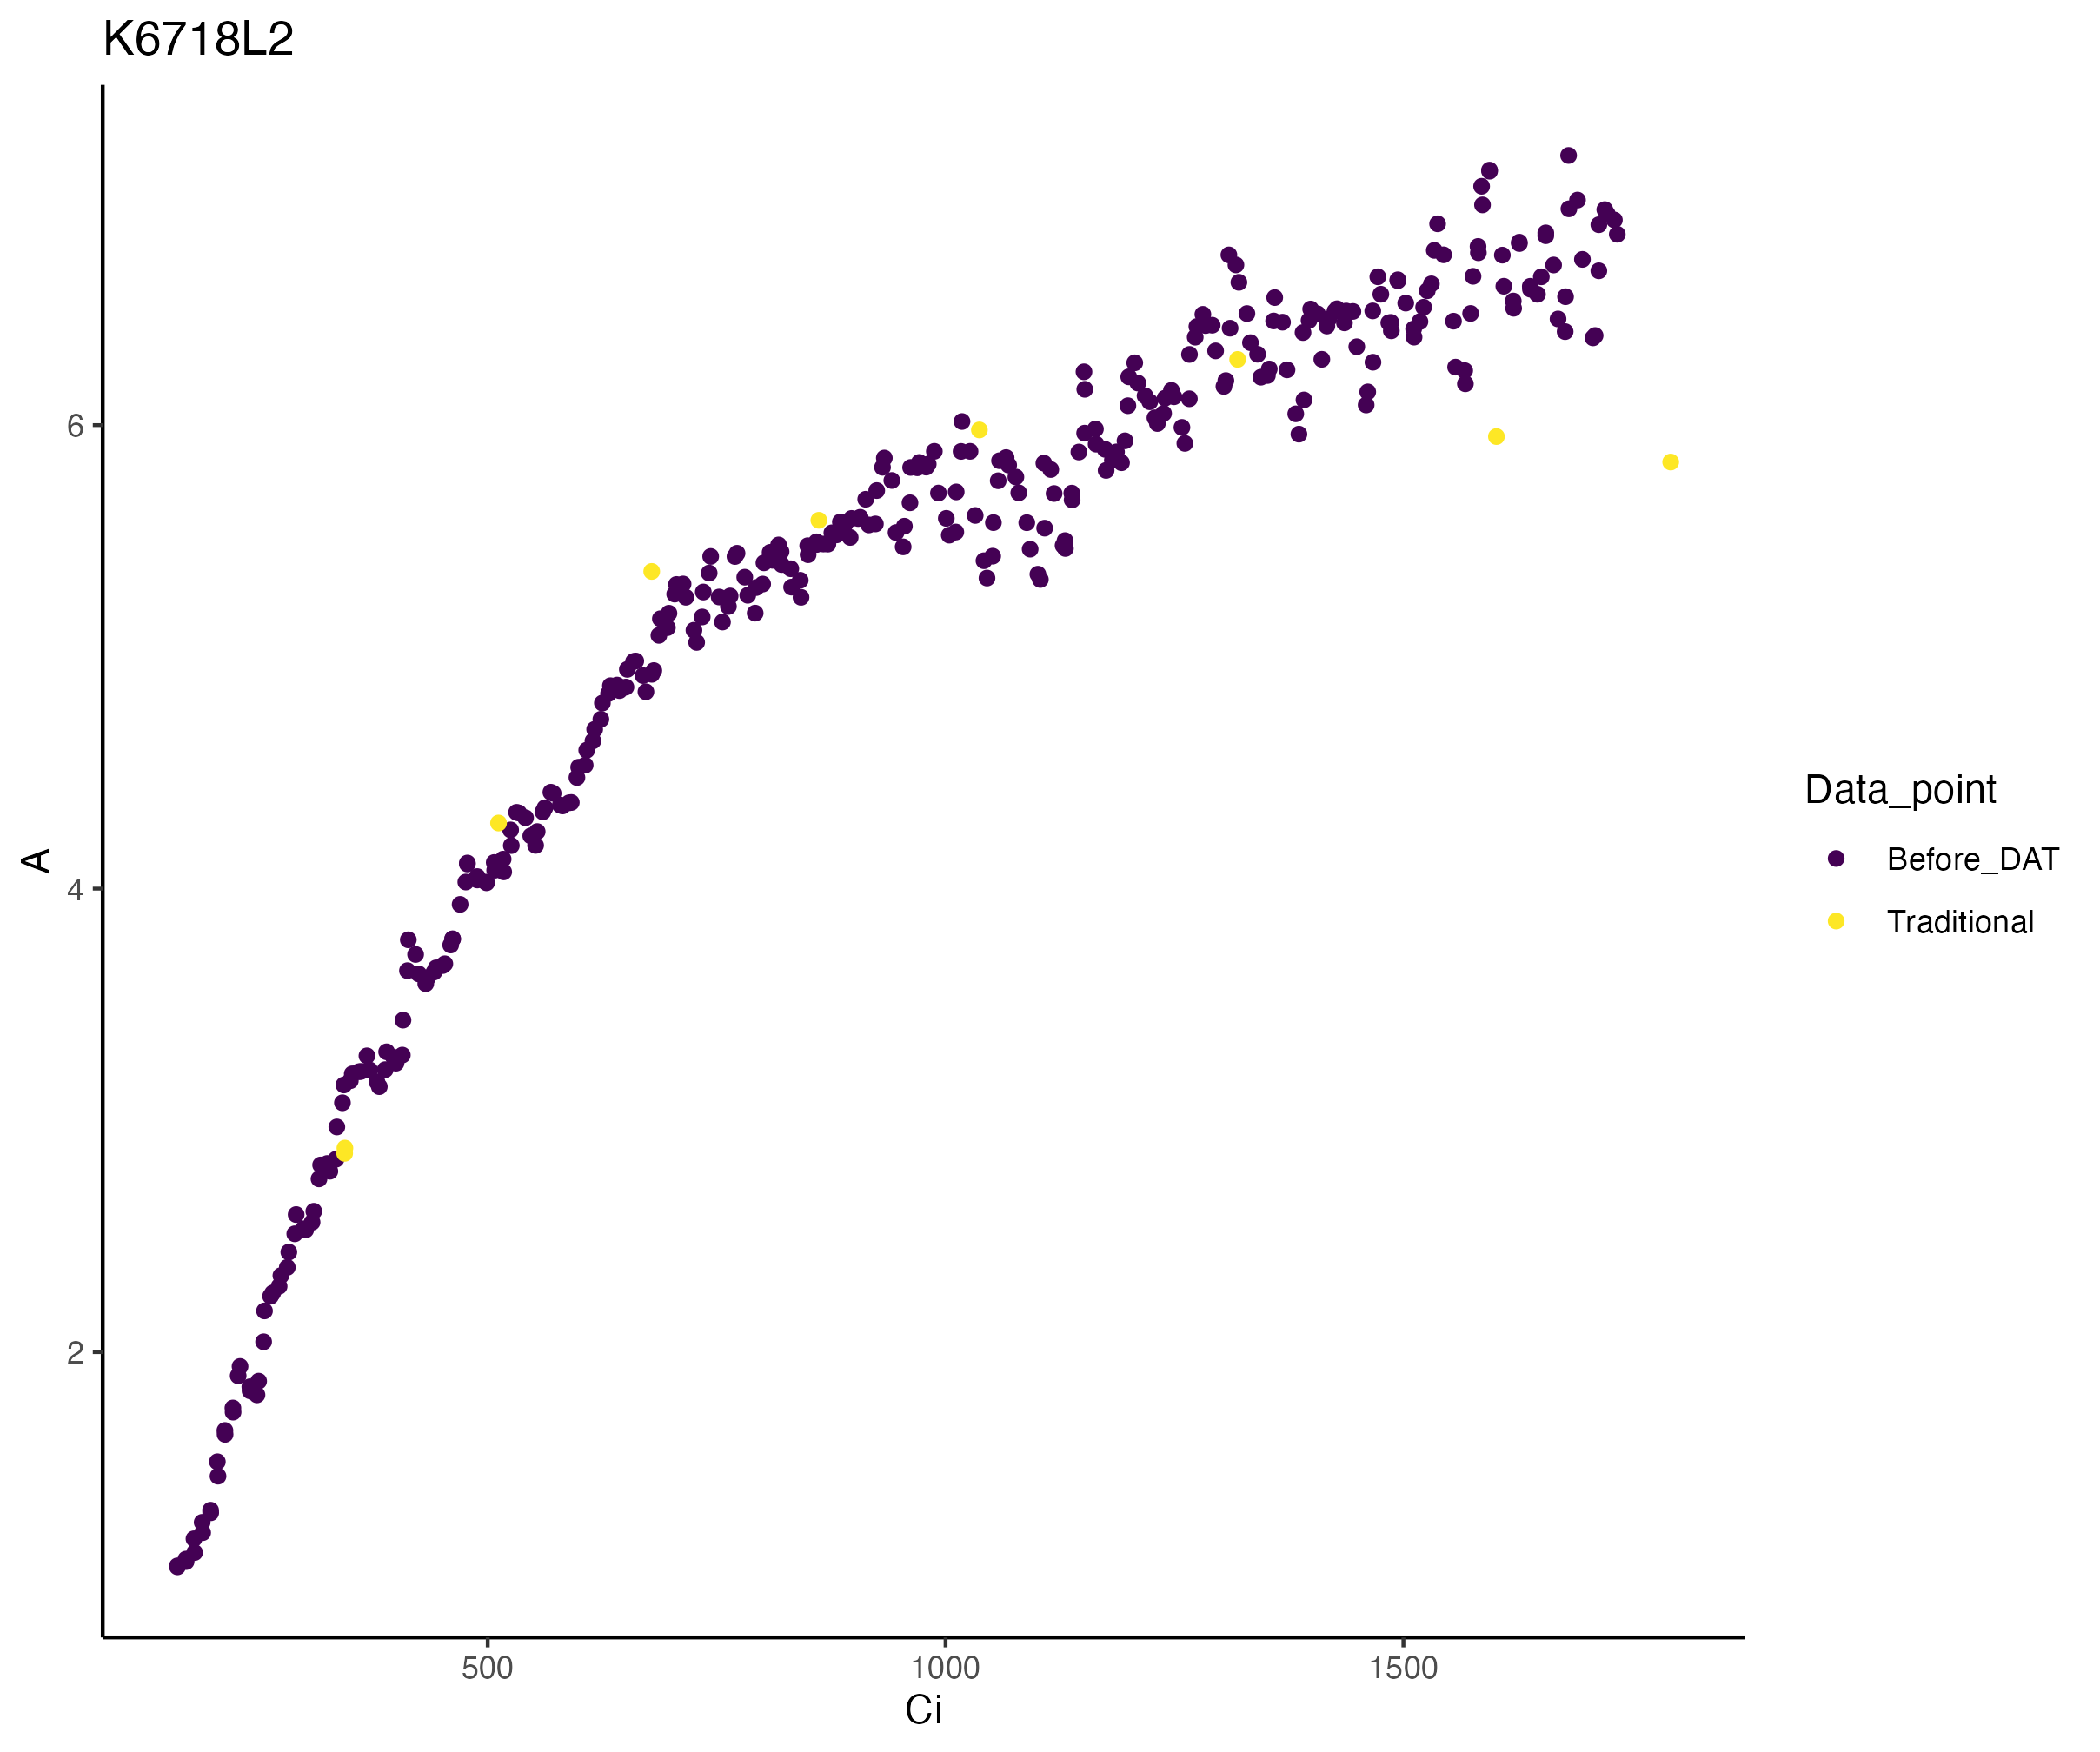 K6718L2
6
4
2
A
500 1000 1500
Ci
Data_point
Before_DAT
Traditional